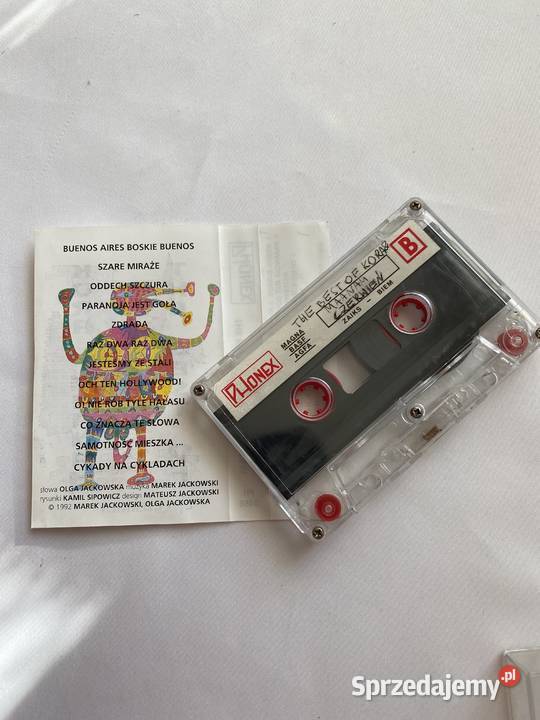 BUENOS AIRES BOSKIE BUENOS
SZARE MIRAŻE
ODDECH SZCZURA
PARANOJA JEST GOŁA
ZDRADA
RAZ DWA RAZ DWA
JESTEŚMY ZE STALI
OCH TEN HOLLYWOOD!
O! NIE RÓB TYLE HAŁASU
CO ZNACZĄ TE SŁOWA
SAMOTNOŚĆ MIESZKA ...
CYKADY NA CYKLADACH
słowa OLGA JACKOWSKA muzyka MAREK JACKOWSKI
rysunki KAMIL SIPOWICZ design MATEUSZ JACKOWSKI
© 1992 MAREK JACKOWSKI, OLGA JACKOWSKA
THE BEST OF KORA
B
MAGNA
BASF
AGFA
ZAIKS
BIEM
JONEX
Sprzedajemy.pl